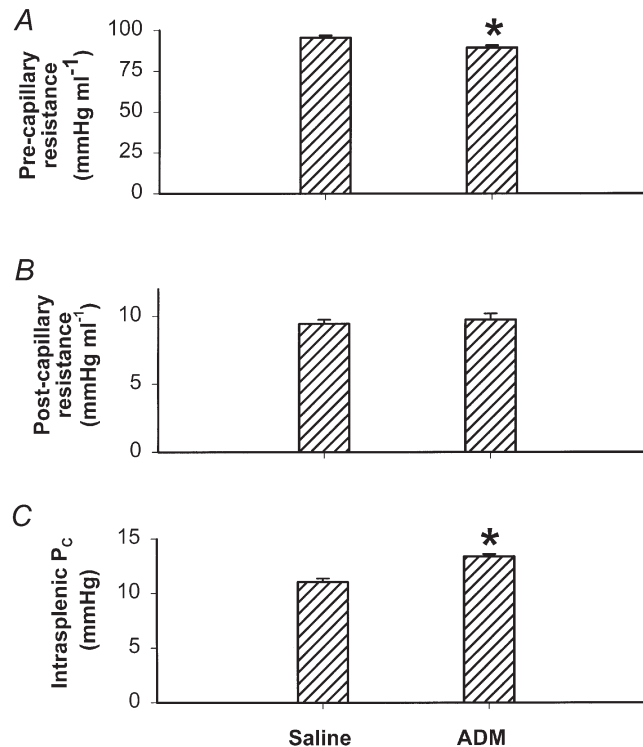 A
Pre-capillary
resistance
(mmHg ml⁻¹)
100
75
50
25
0
*
B
Post-capillary
resistance
(mmHg ml⁻¹)
10
5
0
C
Intrasplenic P_C
(mmHg)
15
10
5
0
*
Saline ADM